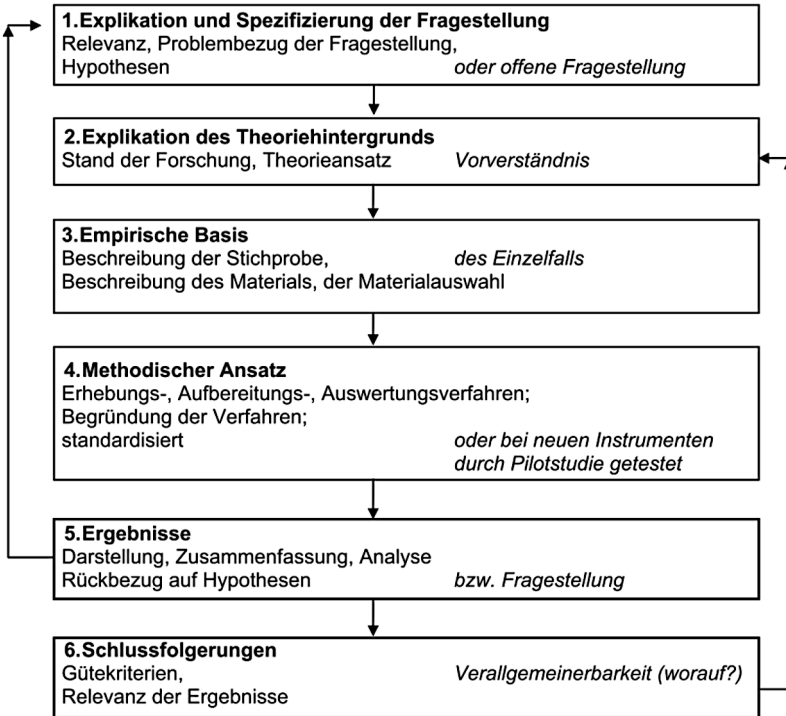 1.Explikation und Spezifizierung der Fragestellung
Relevanz, Problembezug der Fragestellung,
Hypothesen oder offene Fragestellung
2.Explikation des Theoriehintergrunds
Stand der Forschung, Theorieansatz Vorverständnis
3.Empirische Basis
Beschreibung der Stichprobe, des Einzelfalls
Beschreibung des Materials, der Materialauswahl
4.Methodischer Ansatz
Erhebungs-, Aufbereitungs-, Auswertungsverfahren;
Begründung der Verfahren;
standardisiert oder bei neuen Instrumenten
durch Pilotstudie getestet
5.Ergebnisse
Darstellung, Zusammenfassung, Analyse
Rückbezug auf Hypothesen bzw. Fragestellung
6.Schlussfolgerungen
Gütekriterien, Verallgemeinerbarkeit (worauf?)
Relevanz der Ergebnisse